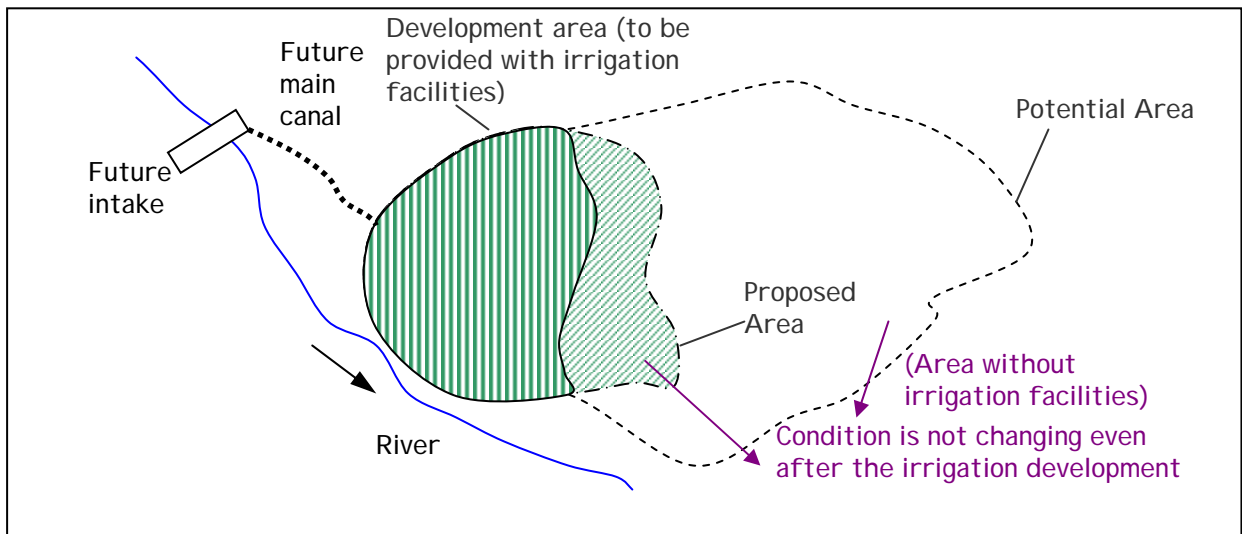 Development area (to be
provided with irrigation
facilities)
Future
main
canal
Potential Area
Future
intake
Proposed
Area
(Area without
irrigation facilities)
Condition is not changing even
after the irrigation development
River